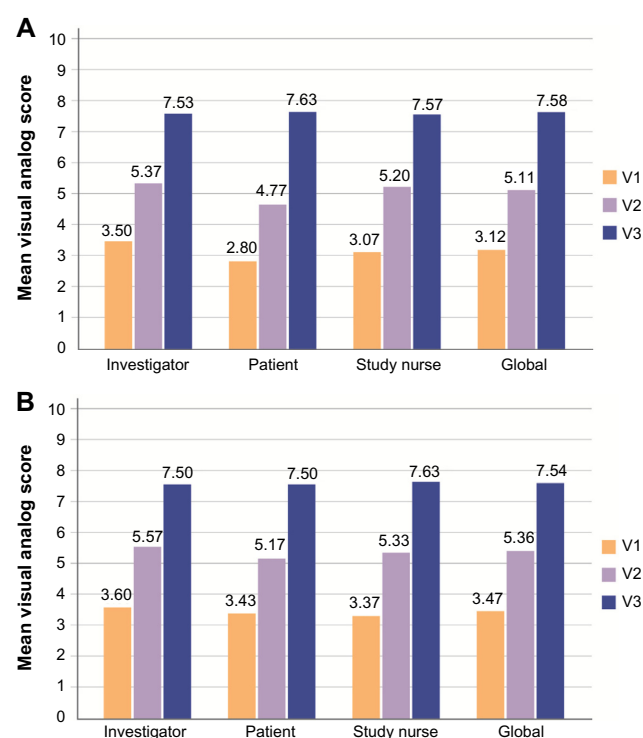 A
Mean visual analog score
10
9
8
7
6
5
4
3
2
1
0
3.50 5.37 7.53
2.80 4.77 7.63
3.07 5.20 7.57
3.12 5.11 7.58
Investigator Patient Study nurse Global
V1
V2
V3
B
Mean visual analog score
10
9
8
7
6
5
4
3
2
1
0
3.60 5.57 7.50
3.43 5.17 7.50
3.37 5.33 7.63
3.47 5.36 7.54
Investigator Patient Study nurse Global
V1
V2
V3